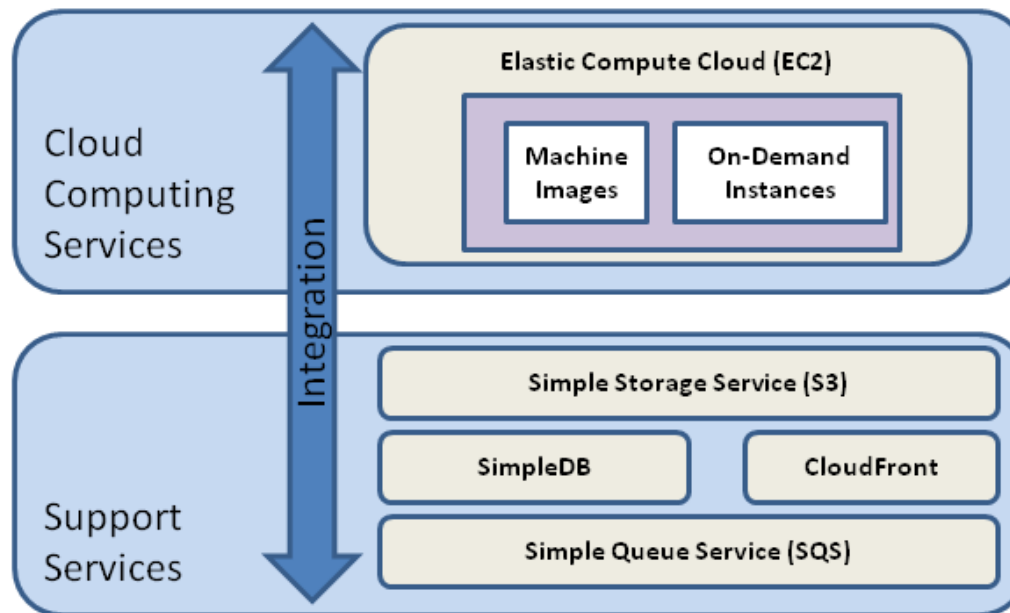 Cloud
Computing
Services
Integration
Elastic Compute Cloud (EC2)
Machine
Images
On-Demand
Instances
Support
Services
Simple Storage Service (S3)
SimpleDB
CloudFront
Simple Queue Service (SQS)